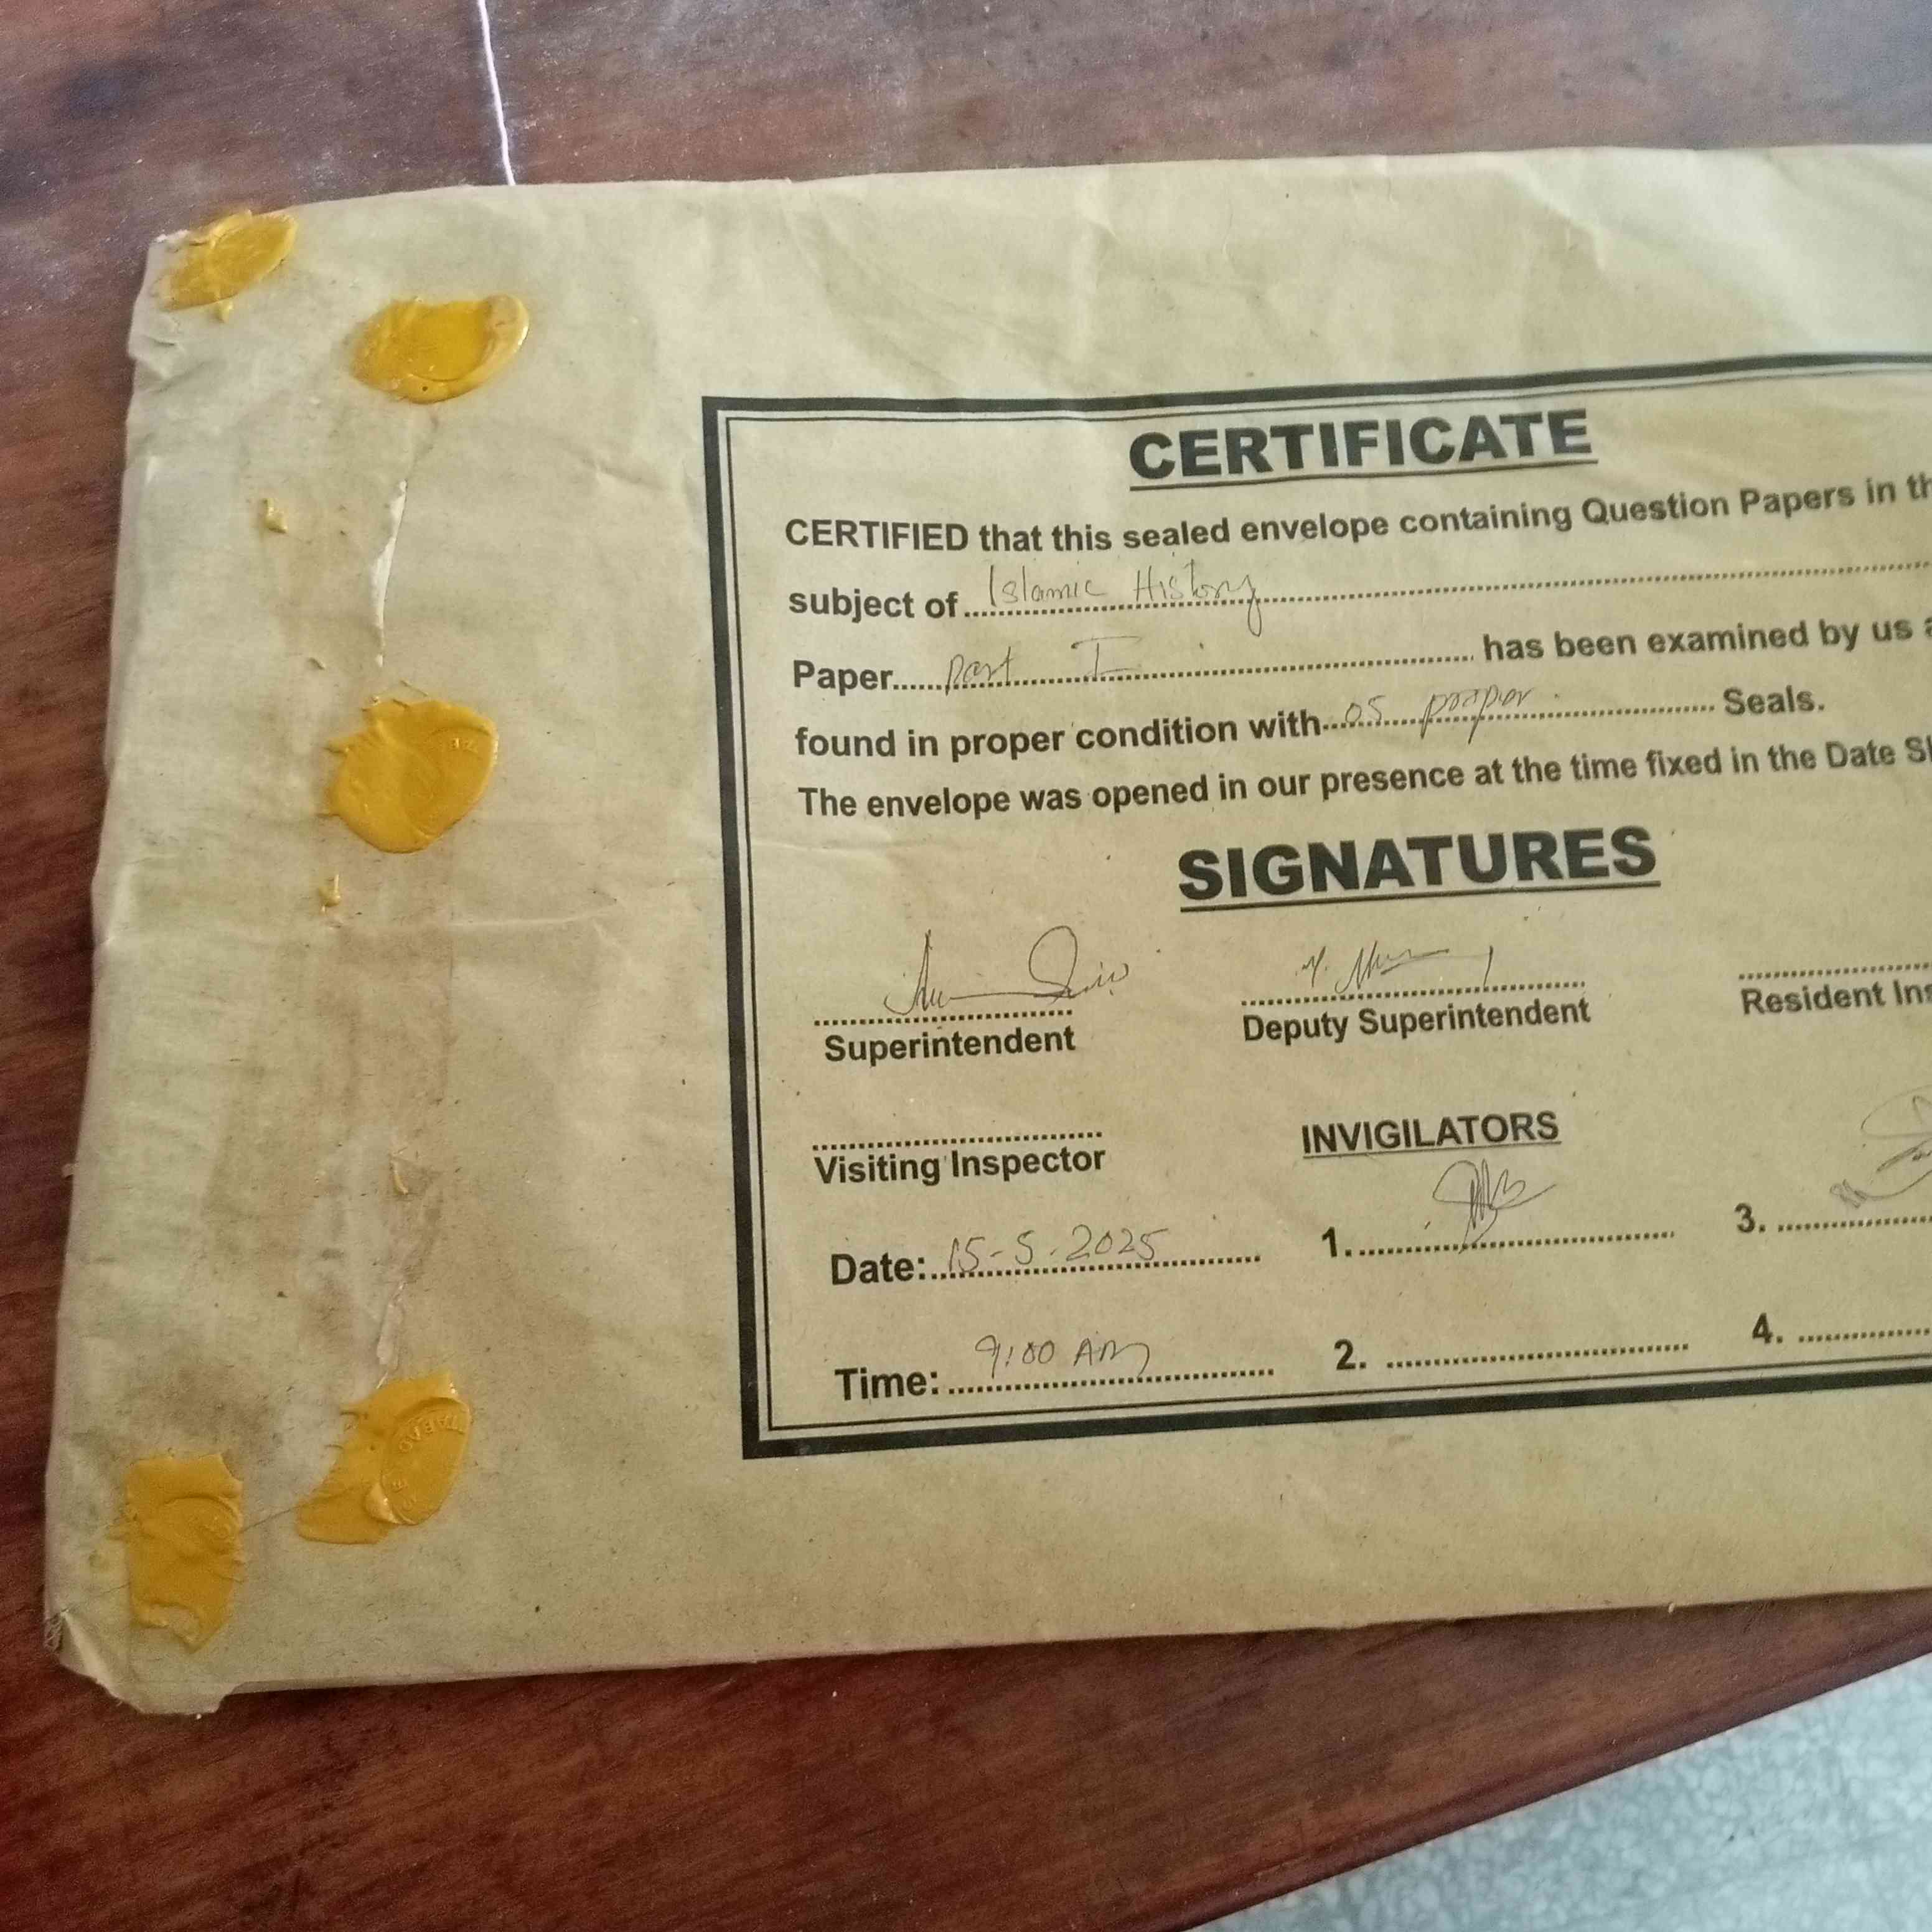 CERTIFICATE
CERTIFIED that this sealed envelope containing Question Papers in th
subject of Islamic History
Paper Part I has been examined by us a
found in proper condition with 05 proper Seals.
The envelope was opened in our presence at the time fixed in the Date Sl
SIGNATURES
Superintendent Deputy Superintendent Resident Ins
Visiting Inspector INVIGILATORS
Date: 15-5-2025 1. 3.
Time: 9:00 AM 2. 4.